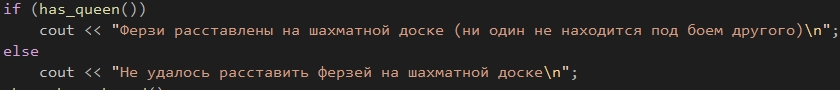 if (has_queen())
    cout << "Ферзи расставлены на шахматной доске (ни один не находится под боем другого)\n";
else
    cout << "Не удалось расставить ферзей на шахматной доске\n";